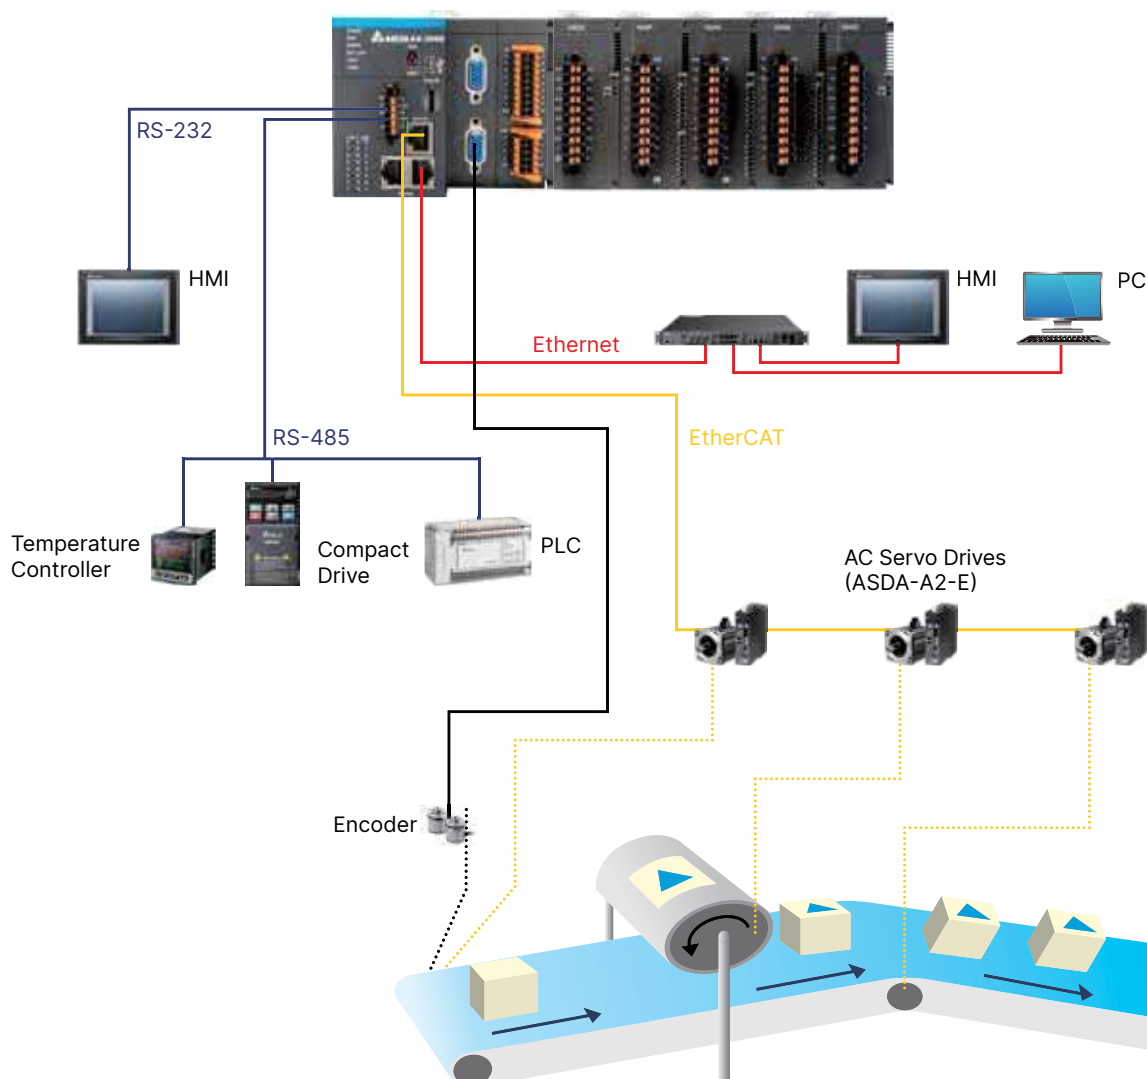 RS-232
HMI
HMI
PC
Ethernet
EtherCAT
RS-485
Temperature
Controller
Compact
Drive
PLC
AC Servo Drives
(ASDA-A2-E)
Encoder